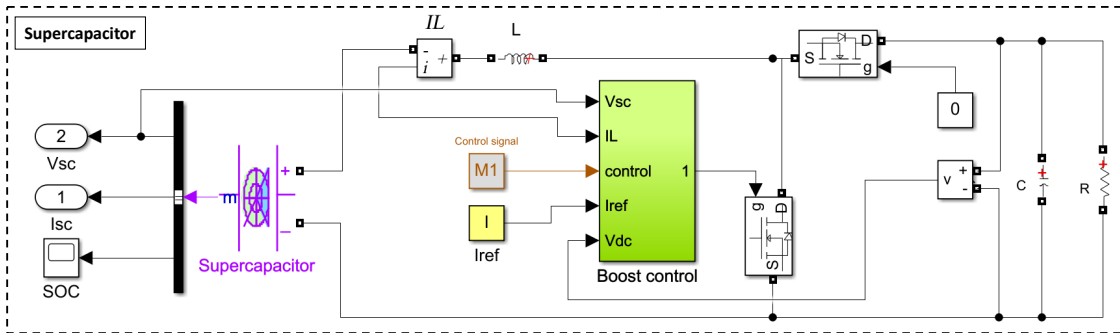 Supercapacitor
IL
L
- +
i
S D
g
0
2
Vsc
1
Isc
SOC
m
+
–
Supercapacitor
Control signal
M1
I
Iref
Vsc
IL
control
Iref
Vdc
1
Boost control
g D
S
v + -
C
+
R
+